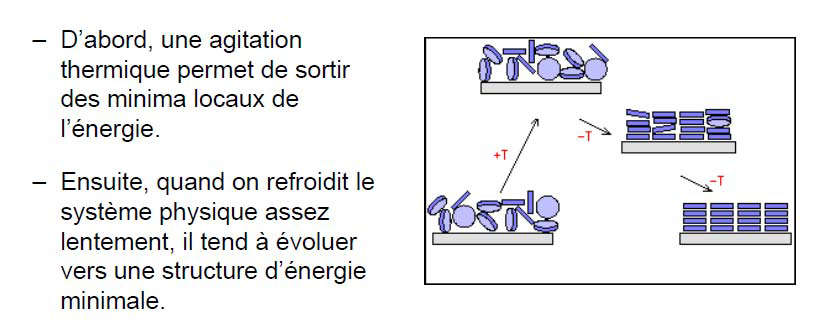 – D'abord, une agitation
thermique permet de sortir
des minima locaux de
l'énergie.
– Ensuite, quand on refroidit le
système physique assez
lentement, il tend à évoluer
vers une structure d'énergie
minimale.
+T
–T
–T